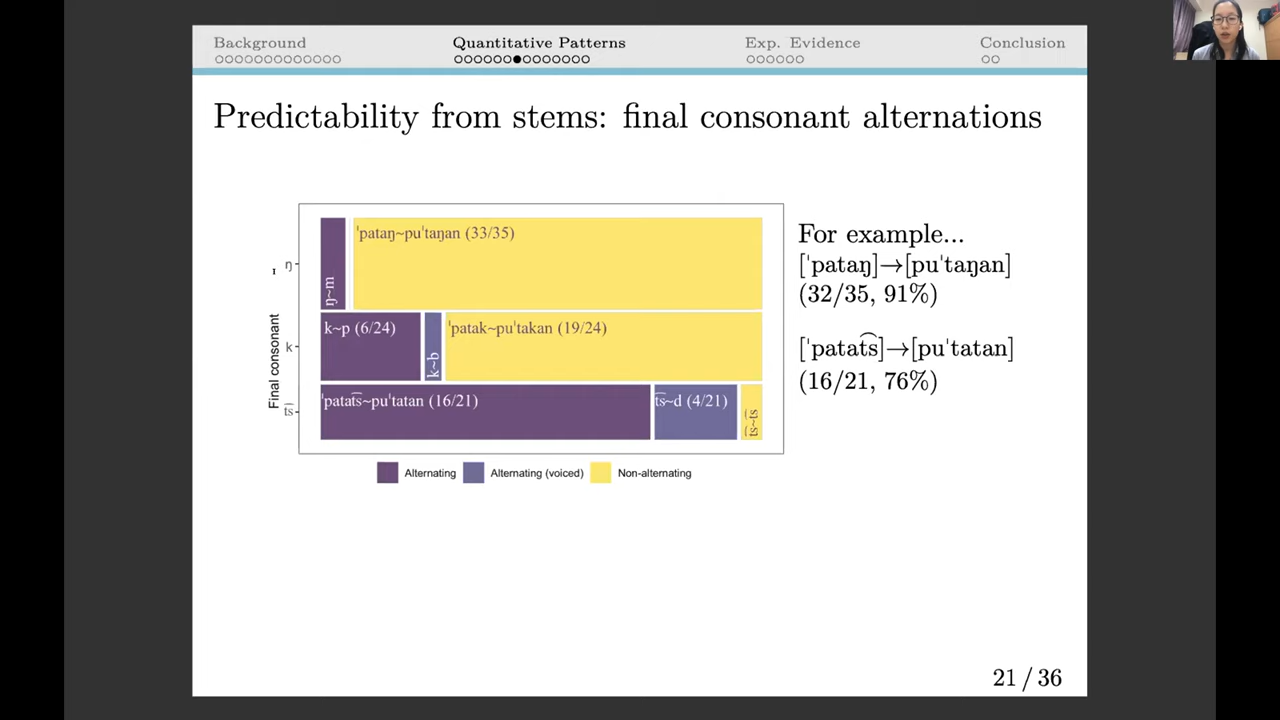 Background Quantitative Patterns Exp. Evidence Conclusion
Predictability from stems: final consonant alternations
Final consonant
ŋ
k
t͡s
ŋ~m
ˈpataŋ~puˈtaŋan (33/35)
k~p (6/24)
k~b
ˈpatak~puˈtakan (19/24)
ˈpatat͡s~puˈtatan (16/21)
t͡s~d (4/21)
t͡s~t͡s
Alternating Alternating (voiced) Non-alternating
For example...
[ˈpataŋ]→[puˈtaŋan]
(32/35, 91%)
[ˈpatat͡s]→[puˈtatan]
(16/21, 76%)
21 / 36